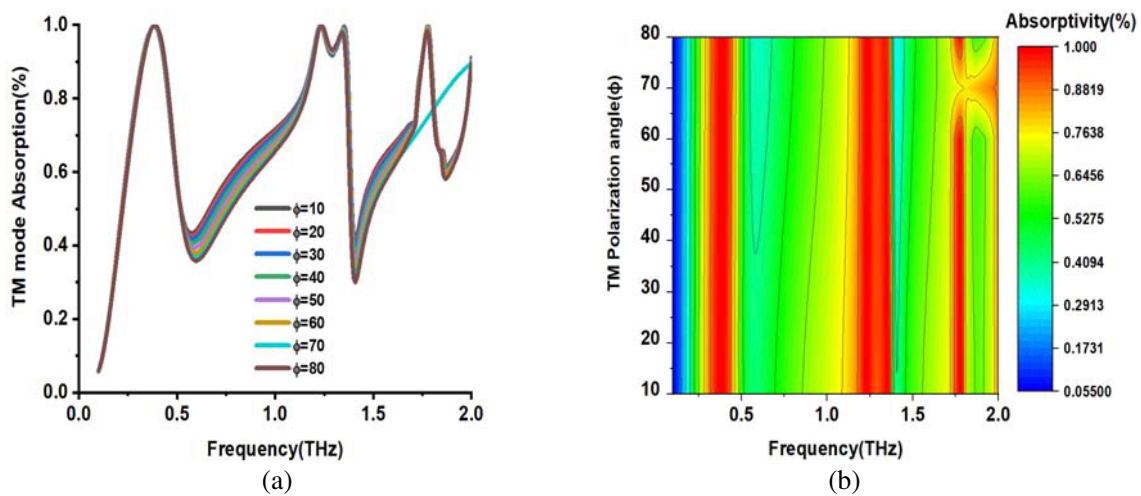 TM mode Absorption(%)
1.0
0.8
0.6
0.4
0.2
0.0
ϕ=10
ϕ=20
ϕ=30
ϕ=40
ϕ=50
ϕ=60
ϕ=70
ϕ=80
0.0 0.5 1.0 1.5 2.0
Frequency(THz)
(a)
TM Polarization angle(ϕ)
80
70
60
50
40
30
20
10
0.5 1.0 1.5 2.0
Frequency(THz)
(b)
Absorptivity(%)
1.000
0.8819
0.7638
0.6456
0.5275
0.4094
0.2913
0.1731
0.05500